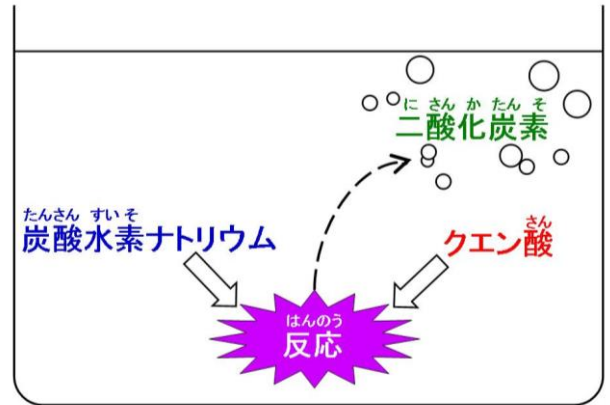 に さん か たん そ
二酸化炭素
たんさん すい そ
炭酸水素ナトリウム
さん
クエン酸
はんのう
反応